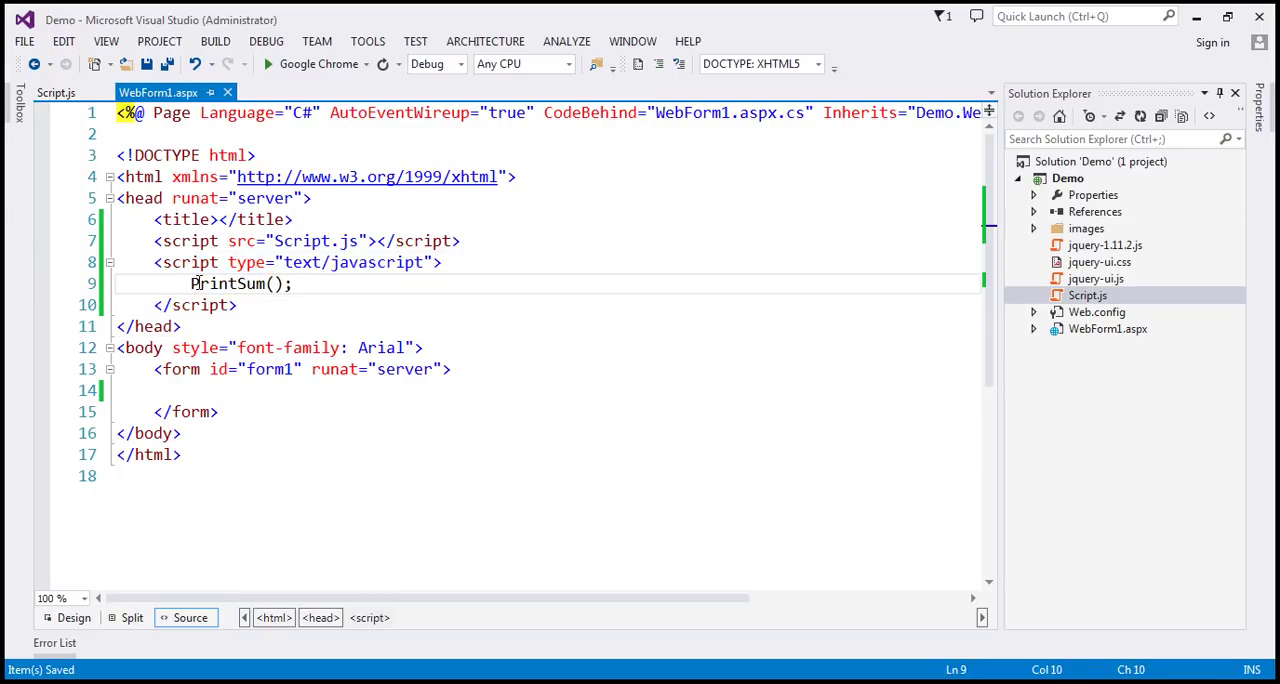 Demo - Microsoft Visual Studio (Administrator)
1
Quick Launch (Ctrl+Q)
FILE EDIT VIEW PROJECT BUILD DEBUG TEAM TOOLS TEST ARCHITECTURE ANALYZE WINDOW HELP
Sign in
Google Chrome Debug Any CPU DOCTYPE: XHTML5
Toolbox
Script.js WebForm1.aspx
1 <%@ Page Language="C#" AutoEventWireup="true" CodeBehind="WebForm1.aspx.cs" Inherits="Demo.We
2
3 <!DOCTYPE html>
4 <html xmlns="http://www.w3.org/1999/xhtml">
5 <head runat="server">
6 <title></title>
7 <script src="Script.js"></script>
8 <script type="text/javascript">
9 PrintSum();
10 </script>
11 </head>
12 <body style="font-family: Arial">
13 <form id="form1" runat="server">
14
15 </form>
16 </body>
17 </html>
18
100 %
Design Split Source <html> <head> <script>
Error List
Item(s) Saved Ln 9 Col 10 Ch 10 INS
Solution Explorer
Search Solution Explorer (Ctrl+;)
Solution 'Demo' (1 project)
Demo
Properties
References
images
jquery-1.11.2.js
jquery-ui.css
jquery-ui.js
Script.js
Web.config
WebForm1.aspx
Properties